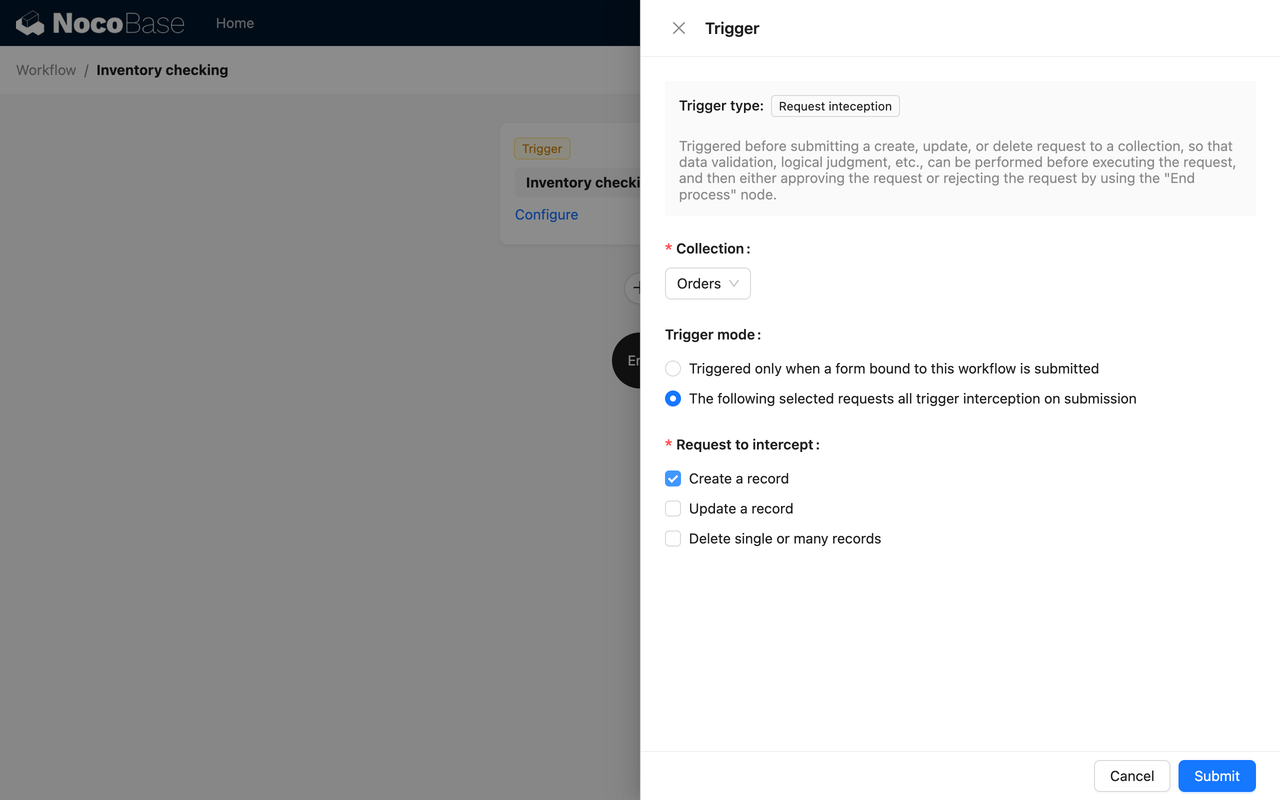 NocoBase
Home
Workflow / Inventory checking
Trigger
Inventory checki
Configure
Er
Trigger
Trigger type: Request inteception
Triggered before submitting a create, update, or delete request to a collection, so that
data validation, logical judgment, etc., can be performed before executing the request,
and then either approving the request or rejecting the request by using the "End
process" node.
* Collection:
Orders
Trigger mode:
Triggered only when a form bound to this workflow is submitted
The following selected requests all trigger interception on submission
* Request to intercept:
Create a record
Update a record
Delete single or many records
Cancel
Submit